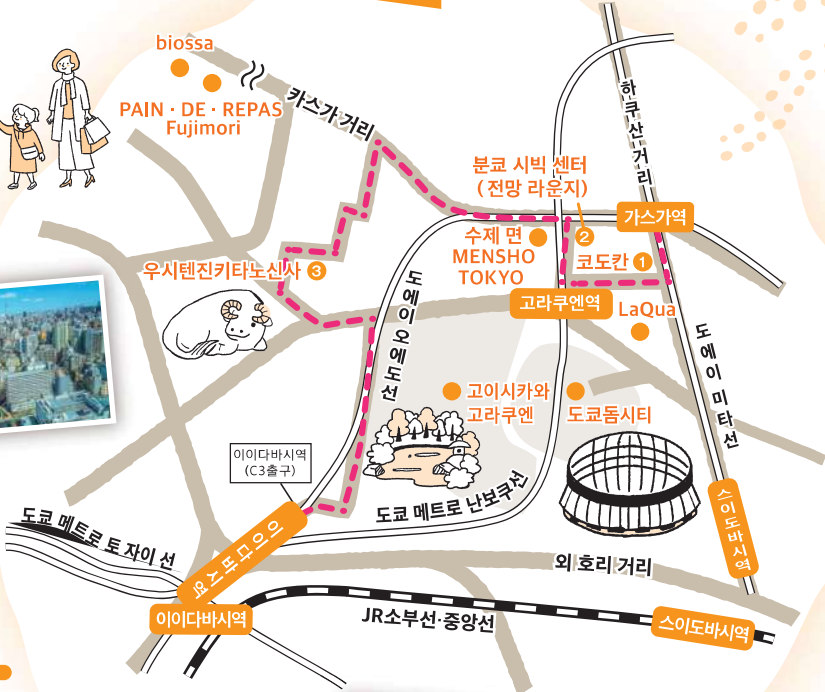 biossa
PAIN・DE・REPAS
Fujimori
카스가 거리
하쿠산 거리
분쿄 시빅 센터
(전망 라운지)
2
가스가역
수제 면
MENSHO
TOKYO
코도칸 1
우시텐진키타노신사 3
고라쿠엔역
LaQua
도에이 오에도선
도에이 미타선
고이시카와
고라쿠엔
도쿄돔시티
이이다바시역
(C3출구)
도쿄 메트로 난보쿠선
스이도바시역
도쿄 메트로 토 자이 선
이이다바시역
외 호리 거리
이이다바시역
JR소부선·중앙선
스이도바시역